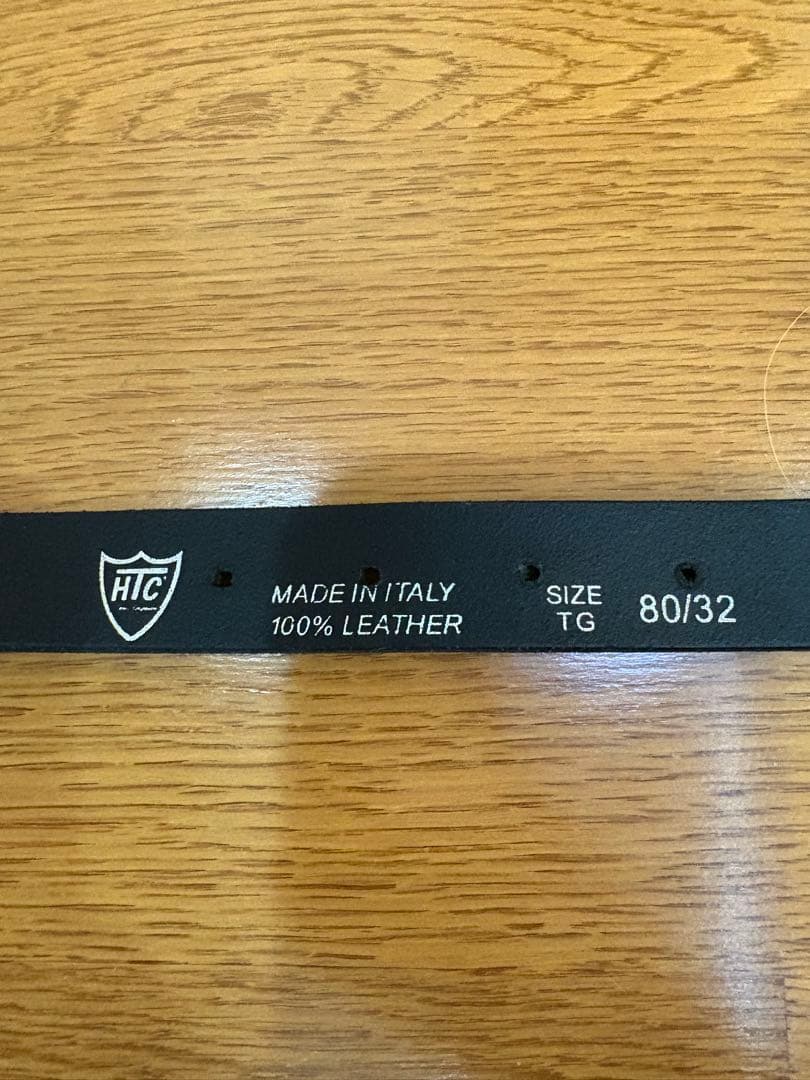 HTC
MADE IN ITALY
100% LEATHER
SIZE
TG
80/32